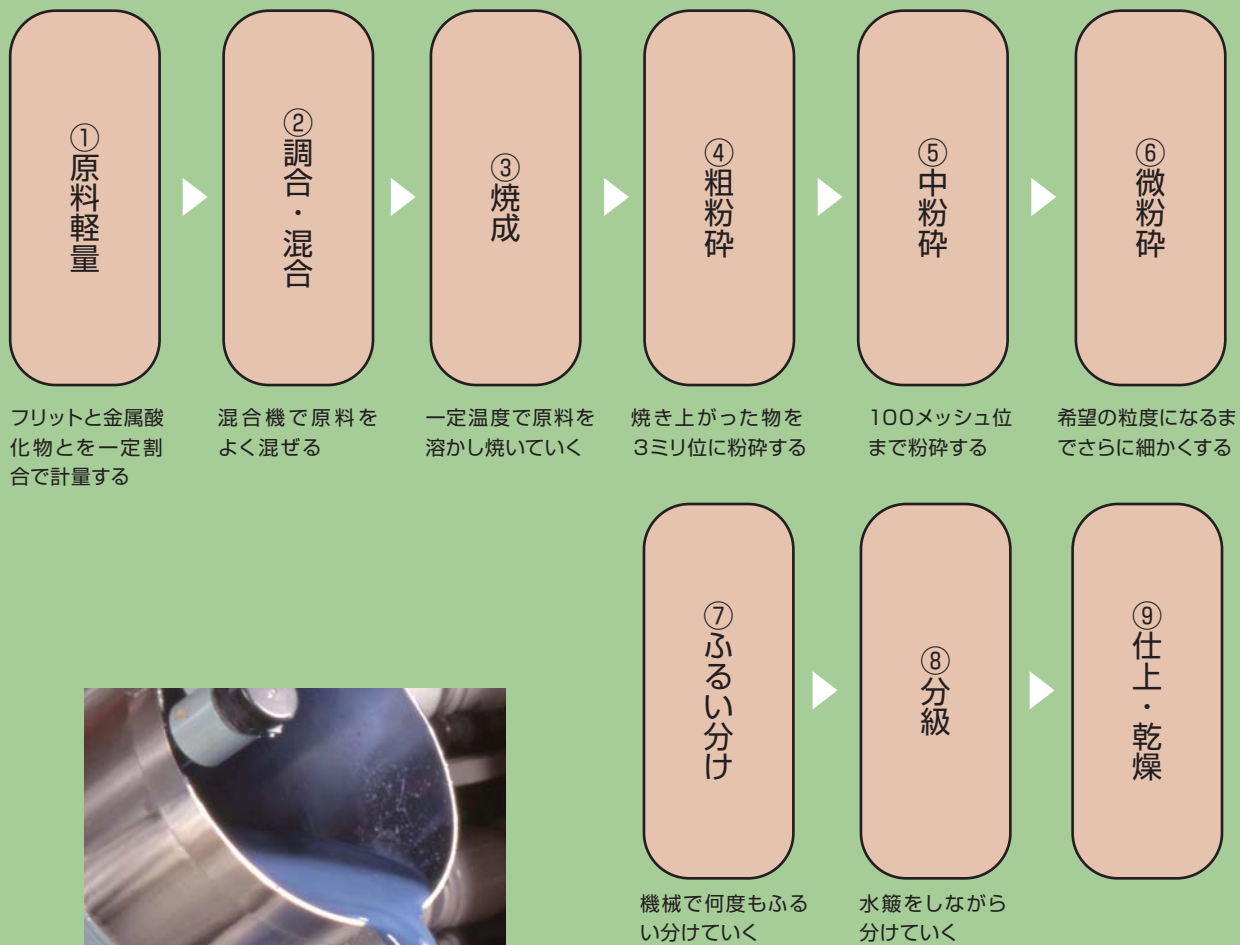 ①原料軽量
②調合・混合
③焼成
④粗粉砕
⑤中粉砕
⑥微粉砕
フリットと金属酸
化物とを一定割
合で計量する
混合機で原料を
よく混ぜる
一定温度で原料を
溶かし焼いていく
焼き上がった物を
3ミリ位に粉砕する
100メッシュ位
まで粉砕する
希望の粒度になるま
でさらに細かくする
⑦ふるい分け
⑧分級
⑨仕上・乾燥
機械で何度もふる
い分けていく
水簸をしながら
分けていく